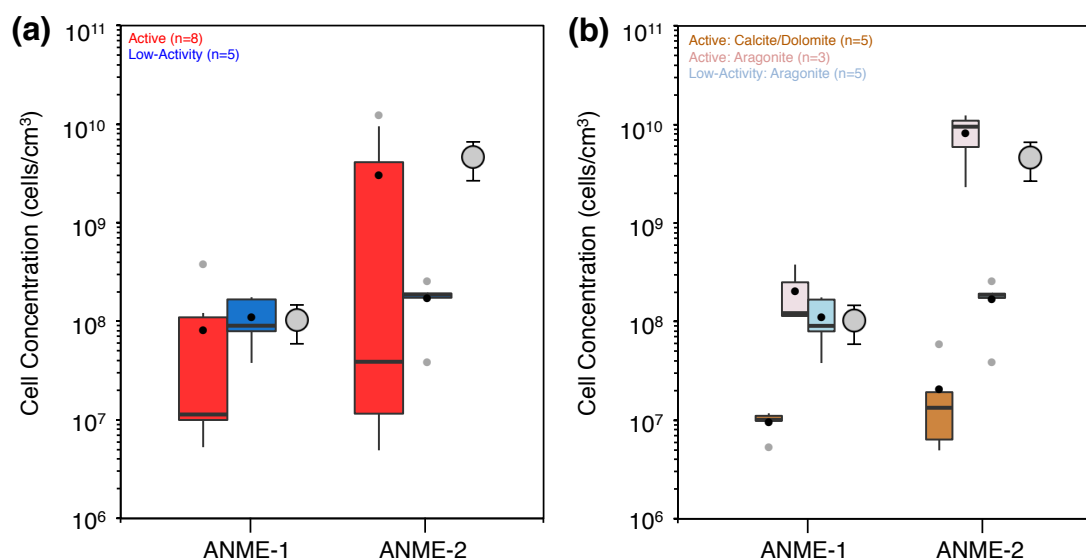 (a)
Active (n=8)
Low-Activity (n=5)
Cell Concentration (cells/cm³)
10¹¹
10¹⁰
10⁹
10⁸
10⁷
10⁶
ANME-1 ANME-2
(b)
Active: Calcite/Dolomite (n=5)
Active: Aragonite (n=3)
Low-Activity: Aragonite (n=5)
Cell Concentration (cells/cm³)
10¹¹
10¹⁰
10⁹
10⁸
10⁷
10⁶
ANME-1 ANME-2